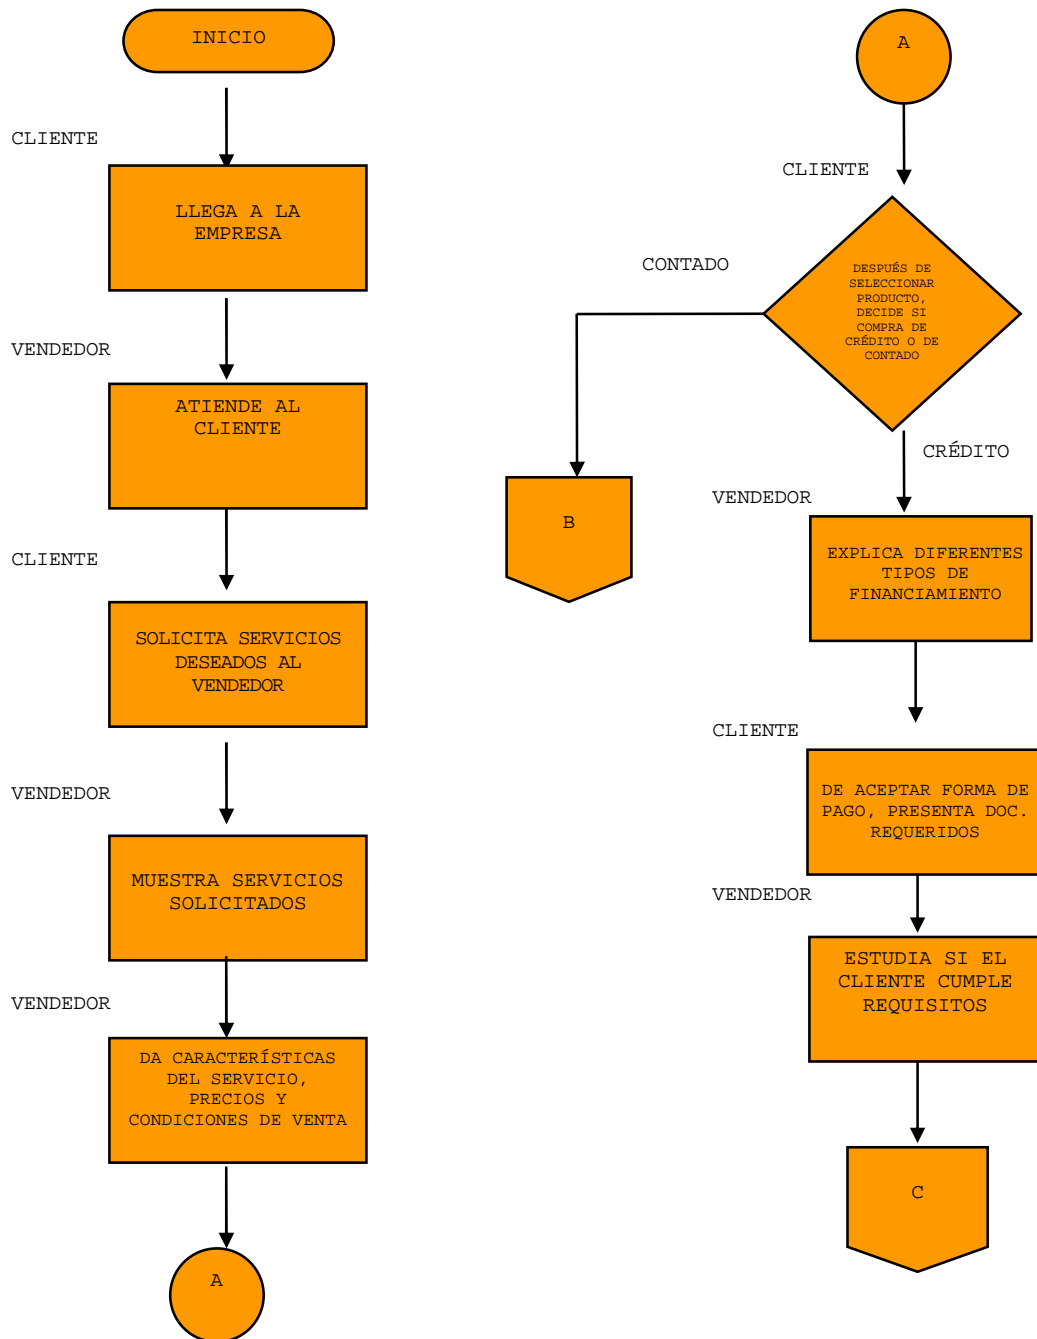 INICIO
CLIENTE
LLEGA A LA
EMPRESA
VENDEDOR
ATIENDE AL
CLIENTE
CLIENTE
SOLICITA SERVICIOS
DESEADOS AL
VENDEDOR
VENDEDOR
MUESTRA SERVICIOS
SOLICITADOS
VENDEDOR
DA CARACTERÍSTICAS
DEL SERVICIO,
PRECIOS Y
CONDICIONES DE VENTA
A
A
CLIENTE
DESPUÉS DE
SELECCIONAR
PRODUCTO,
DECIDE SI
COMPRA DE
CRÉDITO O DE
CONTADO
CONTADO
B
CRÉDITO
VENDEDOR
EXPLICA DIFERENTES
TIPOS DE
FINANCIAMIENTO
CLIENTE
DE ACEPTAR FORMA DE
PAGO, PRESENTA DOC.
REQUERIDOS
VENDEDOR
ESTUDIA SI EL
CLIENTE CUMPLE
REQUISITOS
C